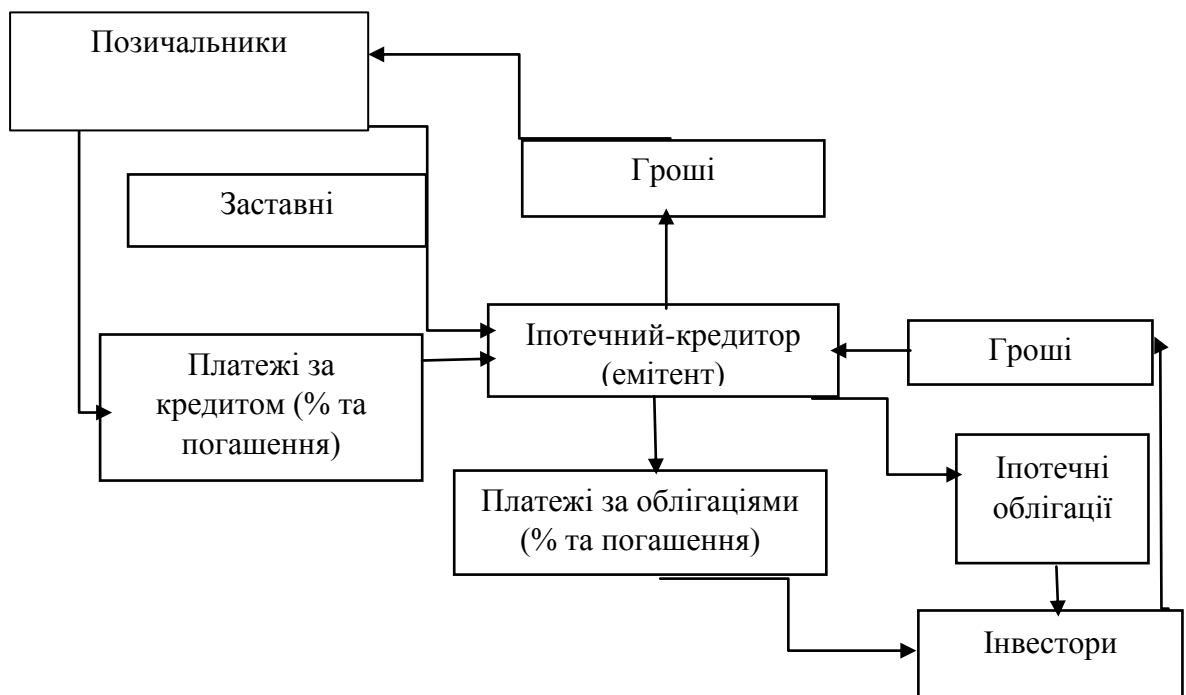 Позичальники
Гроші
Заставні
Іпотечний-кредитор
(емітент)
Гроші
Платежі за
кредитом (% та
погашення)
Іпотечні
облігації
Платежі за облігаціями
(% та погашення)
Інвестори